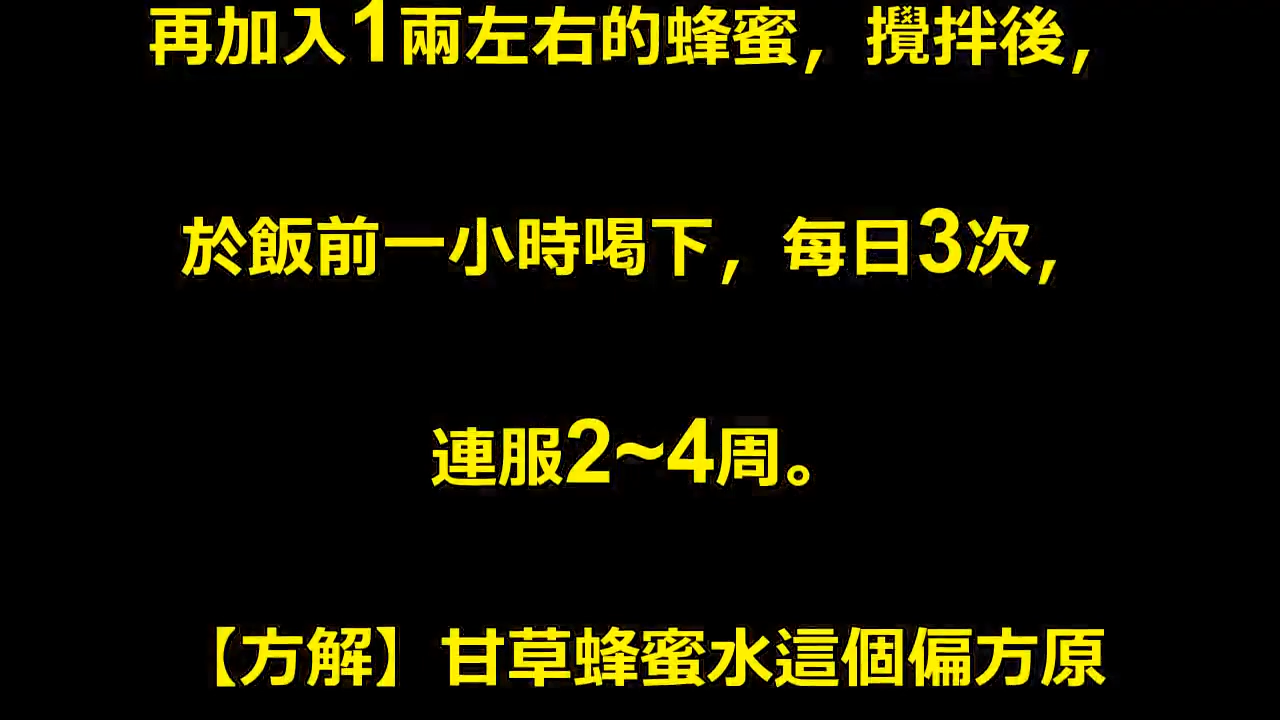 再加入1兩左右的蜂蜜，攪拌後，
於飯前一小時喝下，每日3次，
連服2~4周。
【方解】甘草蜂蜜水這個偏方原